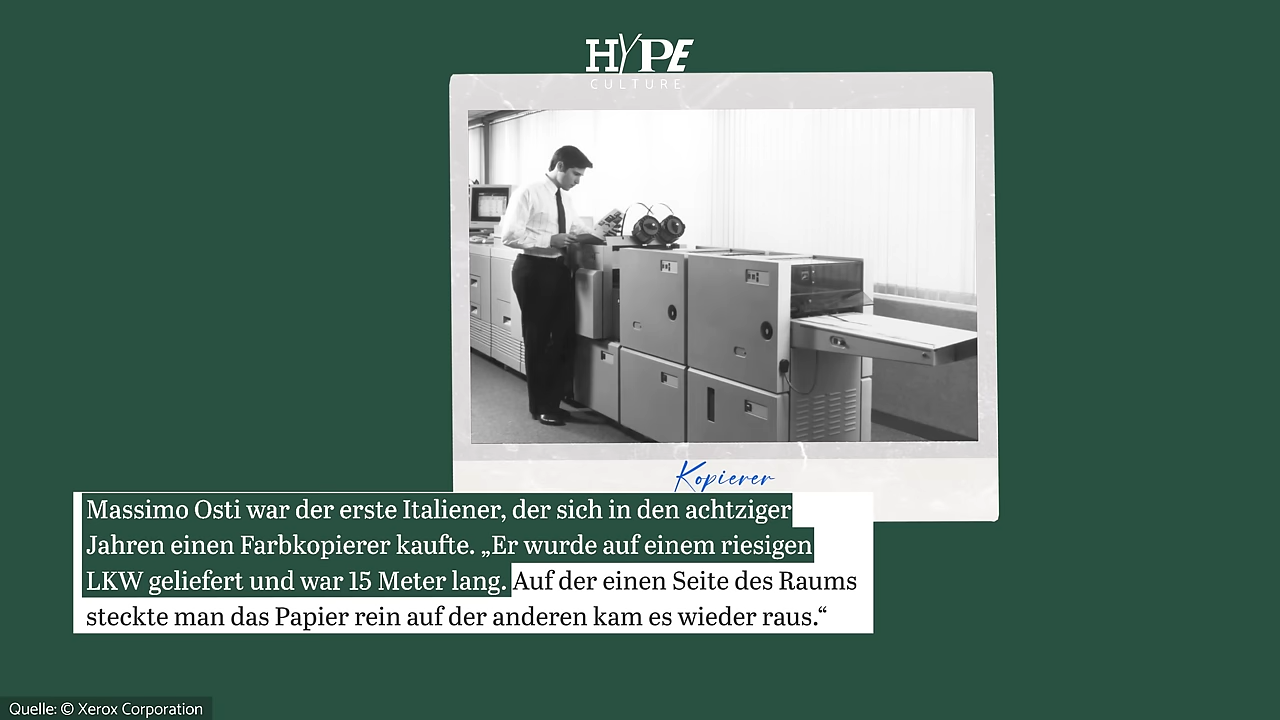 HYPE
CULTURE
Kopierer
Massimo Osti war der erste Italiener, der sich in den achtziger
Jahren einen Farbkopierer kaufte. „Er wurde auf einem riesigen
LKW geliefert und war 15 Meter lang. Auf der einen Seite des Raums
steckte man das Papier rein auf der anderen kam es wieder raus.“
Quelle: © Xerox Corporation